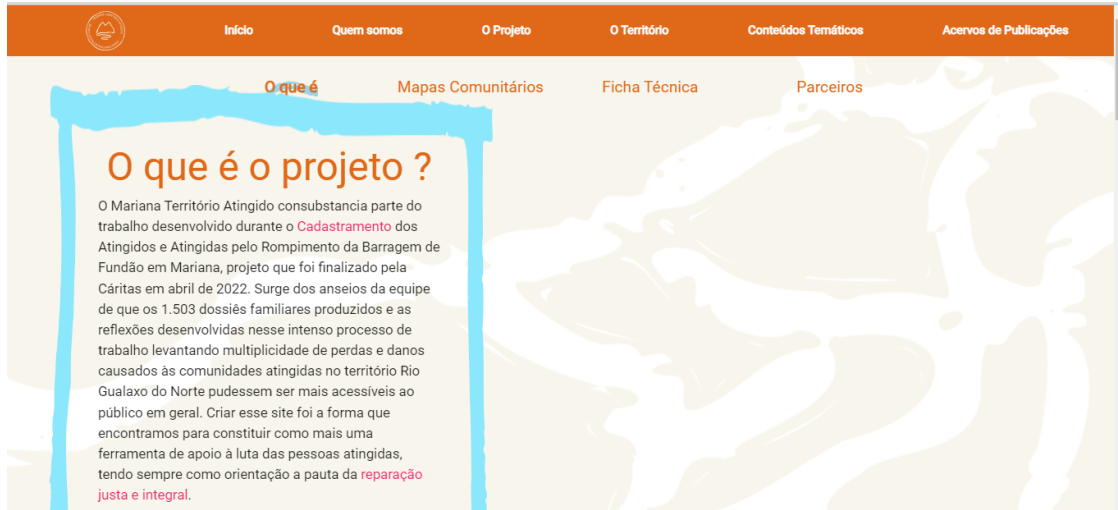 Início Quem somos O Projeto O Território Conteúdos Temáticos Acervos de Publicações
O que é Mapas Comunitários Ficha Técnica Parceiros
O que é o projeto ?
O Mariana Território Atingido consubstancia parte do
trabalho desenvolvido durante o Cadastramento dos
Atingidos e Atingidas pelo Rompimento da Barragem de
Fundão em Mariana, projeto que foi finalizado pela
Cáritas em abril de 2022. Surge dos anseios da equipe
de que os 1.503 dossiês familiares produzidos e as
reflexões desenvolvidas nesse intenso processo de
trabalho levantando multiplicidade de perdas e danos
causados às comunidades atingidas no território Rio
Gualaxo do Norte pudessem ser mais acessíveis ao
público em geral. Criar esse site foi a forma que
encontramos para constituir como mais uma
ferramenta de apoio à luta das pessoas atingidas,
tendo sempre como orientação a pauta da reparação
justa e integral.